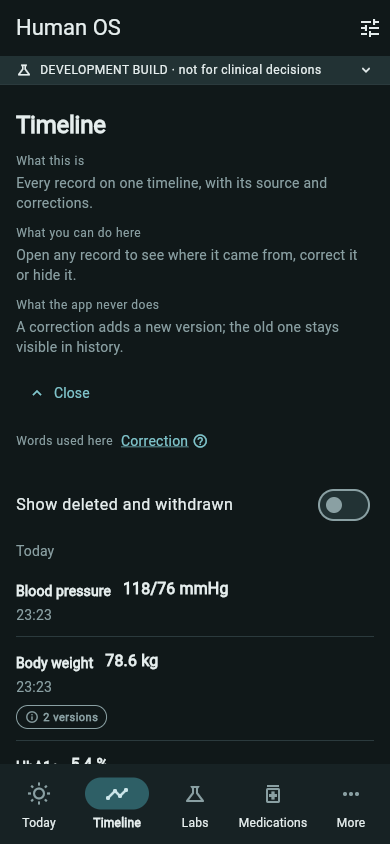 Human OS
DEVELOPMENT BUILD · not for clinical decisions
Timeline
What this is
Every record on one timeline, with its source and
corrections.
What you can do here
Open any record to see where it came from, correct it
or hide it.
What the app never does
A correction adds a new version; the old one stays
visible in history.
Close
Words used here Correction
Show deleted and withdrawn
Today
Blood pressure 118/76 mmHg
23:23
Body weight 78.6 kg
23:23
2 versions
5.4 %
Today Timeline Labs Medications More